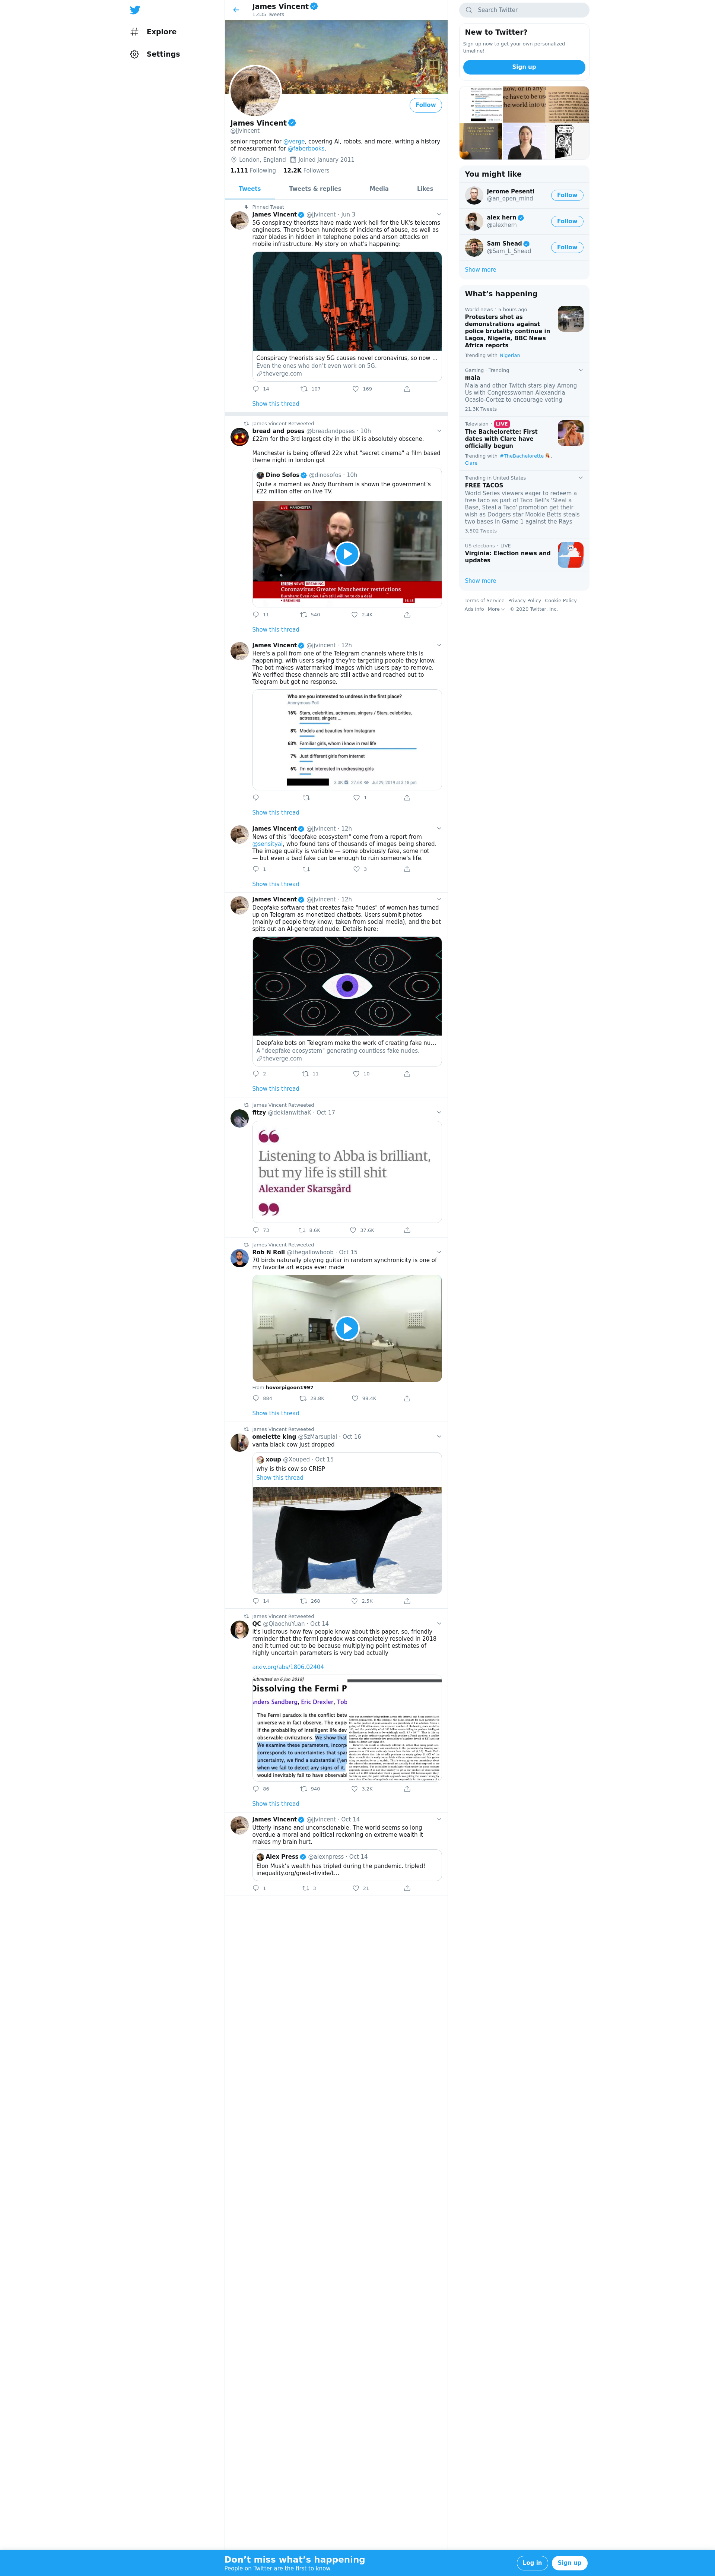 Explore
Settings
James Vincent
1,435 Tweets
Follow
James Vincent
@jjvincent
senior reporter for @verge, covering AI, robots, and more. writing a history
of measurement for @faberbooks.
London, England Joined January 2011
1,111 Following 12.2K Followers
Tweets Tweets & replies Media Likes
Pinned Tweet
James Vincent @jjvincent · Jun 3
5G conspiracy theorists have made work hell for the UK's telecoms
engineers. There's been hundreds of incidents of abuse, as well as
razor blades in hidden in telephone poles and arson attacks on
mobile infrastructure. My story on what's happening:
Conspiracy theorists say 5G causes novel coronavirus, so now ...
Even the ones who don't even work on 5G.
theverge.com
14 107 169
Show this thread
James Vincent Retweeted
bread and poses @breadandposes · 10h
£22m for the 3rd largest city in the UK is absolutely obscene.
Manchester is being offered 22x what "secret cinema" a film based
theme night in london got
Dino Sofos @dinosofos · 10h
Quite a moment as Andy Burnham is shown the government's
£22 million offer on live TV.
LIVE MANCHESTER
BBC NEWS BREAKING
Coronavirus: Greater Manchester restrictions
Burnham: Even now, I am still willing to do a deal
BREAKING
11 540 2.4K
Show this thread
James Vincent @jjvincent · 12h
Here's a poll from one of the Telegram channels where this is
happening, with users saying they're targeting people they know.
The bot makes watermarked images which users pay to remove.
We verified these channels are still active and reached out to
Telegram but got no response.
Who are you interested to undress in the first place?
Anonymous Poll
16% Stars, celebrities, actresses, singers / Stars, celebrities,
actresses, singers ...
8% Models and beauties from Instagram
63% Familiar girls, whom i know in real life
7% Just different girls from internet
6% I'm not interested in undressing girls
3.3K 27.6K Jul 29, 2019 at 3:18 pm
1
Show this thread
James Vincent @jjvincent · 12h
News of this "deepfake ecosystem" come from a report from
@sensityai, who found tens of thousands of images being shared.
The image quality is variable — some obviously fake, some not
— but even a bad fake can be enough to ruin someone's life.
1 3
Show this thread
James Vincent @jjvincent · 12h
Deepfake software that creates fake "nudes" of women has turned
up on Telegram as monetized chatbots. Users submit photos
(mainly of people they know, taken from social media), and the bot
spits out an AI-generated nude. Details here:
Deepfake bots on Telegram make the work of creating fake nu...
A "deepfake ecosystem" generating countless fake nudes.
theverge.com
2 11 10
Show this thread
James Vincent Retweeted
fitzy @deklanwithaK · Oct 17
Listening to Abba is brilliant,
but my life is still shit
Alexander Skarsgård
73 8.6K 37.6K
James Vincent Retweeted
Rob N Roll @thegallowboob · Oct 15
70 birds naturally playing guitar in random synchronicity is one of
my favorite art expos ever made
From hoverpigeon1997
884 28.8K 99.4K
Show this thread
James Vincent Retweeted
omelette king @SzMarsupial · Oct 16
vanta black cow just dropped
xoup @Xouped · Oct 15
why is this cow so CRISP
Show this thread
14 268 2.5K
James Vincent Retweeted
QC @QiaochuYuan · Oct 14
it's ludicrous how few people know about this paper, so, friendly
reminder that the fermi paradox was completely resolved in 2018
and it turned out to be because multiplying point estimates of
highly uncertain parameters is very bad actually
arxiv.org/abs/1806.02404
submitted on 6 Jun 2018]
Dissolving the Fermi P
nders Sandberg, Eric Drexler, Tob
The Fermi paradox is the conflict betw
universe we in fact observe. The expe
if the probability of intelligent life dev
observable civilizations. We show that
We examine these parameters, incorp
corresponds to uncertainties that spa
uncertainty, we find a substantial
when we fail to detect any signs of it.
would inevitably fail to have observab
86 940 3.2K
Show this thread
James Vincent @jjvincent · Oct 14
Utterly insane and unconscionable. The world seems so long
overdue a moral and political reckoning on extreme wealth it
makes my brain hurt.
Alex Press @alexnpress · Oct 14
Elon Musk's wealth has tripled during the pandemic. tripled!
inequality.org/great-divide/t...
1 3 21
Search Twitter
New to Twitter?
Sign up now to get your own personalized
timeline!
Sign up
You might like
Jerome Pesenti
@an_open_mind
Follow
alex hern
@alexhern
Follow
Sam Shead
@Sam_L_Shead
Follow
Show more
What's happening
World news · 5 hours ago
Protesters shot as
demonstrations against
police brutality continue in
Lagos, Nigeria, BBC News
Africa reports
Trending with Nigerian
Gaming · Trending
maia
Maia and other Twitch stars play Among
Us with Congresswoman Alexandria
Ocasio-Cortez to encourage voting
21.3K Tweets
Television · LIVE
The Bachelorette: First
dates with Clare have
officially begun
Trending with #TheBachelorette,
Clare
Trending in United States
FREE TACOS
World Series viewers eager to redeem a
free taco as part of Taco Bell's 'Steal a
Base, Steal a Taco' promotion get their
wish as Dodgers star Mookie Betts steals
two bases in Game 1 against the Rays
3,502 Tweets
US elections · LIVE
Virginia: Election news and
updates
Show more
Terms of Service Privacy Policy Cookie Policy
Ads info More © 2020 Twitter, Inc.
Don't miss what's happening
People on Twitter are the first to know.
Log in Sign up